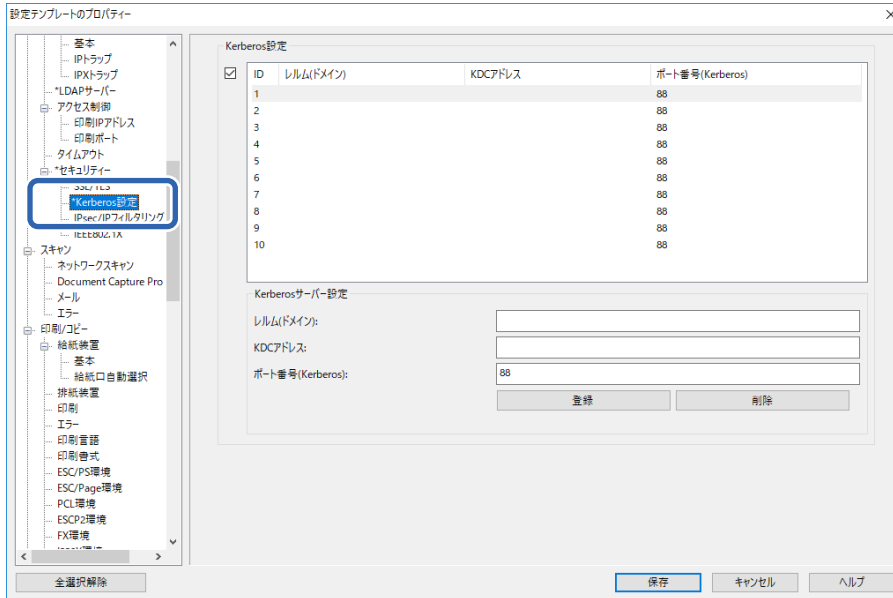 設定テンプレートのプロパティー
基本
IPトラップ
IPXトラップ
*LDAPサーバー
アクセス制御
印刷IPアドレス
印刷ポート
タイムアウト
*セキュリティー
SSL/TLS
*Kerberos設定
IPsec/IPフィルタリング
IEEE802.1X
スキャン
ネットワークスキャン
Document Capture Pro
メール
エラー
印刷/コピー
給紙装置
基本
給紙口自動選択
排紙装置
印刷
エラー
印刷言語
印刷書式
ESC/PS環境
ESC/Page環境
PCL環境
ESCP2環境
FX環境
全選択解除
Kerberos設定
ID レルム(ドメイン) KDCアドレス ポート番号(Kerberos)
1 88
2 88
3 88
4 88
5 88
6 88
7 88
8 88
9 88
10 88
Kerberosサーバー設定
レルム(ドメイン):
KDCアドレス:
ポート番号(Kerberos): 88
登録 削除
保存 キャンセル ヘルプ